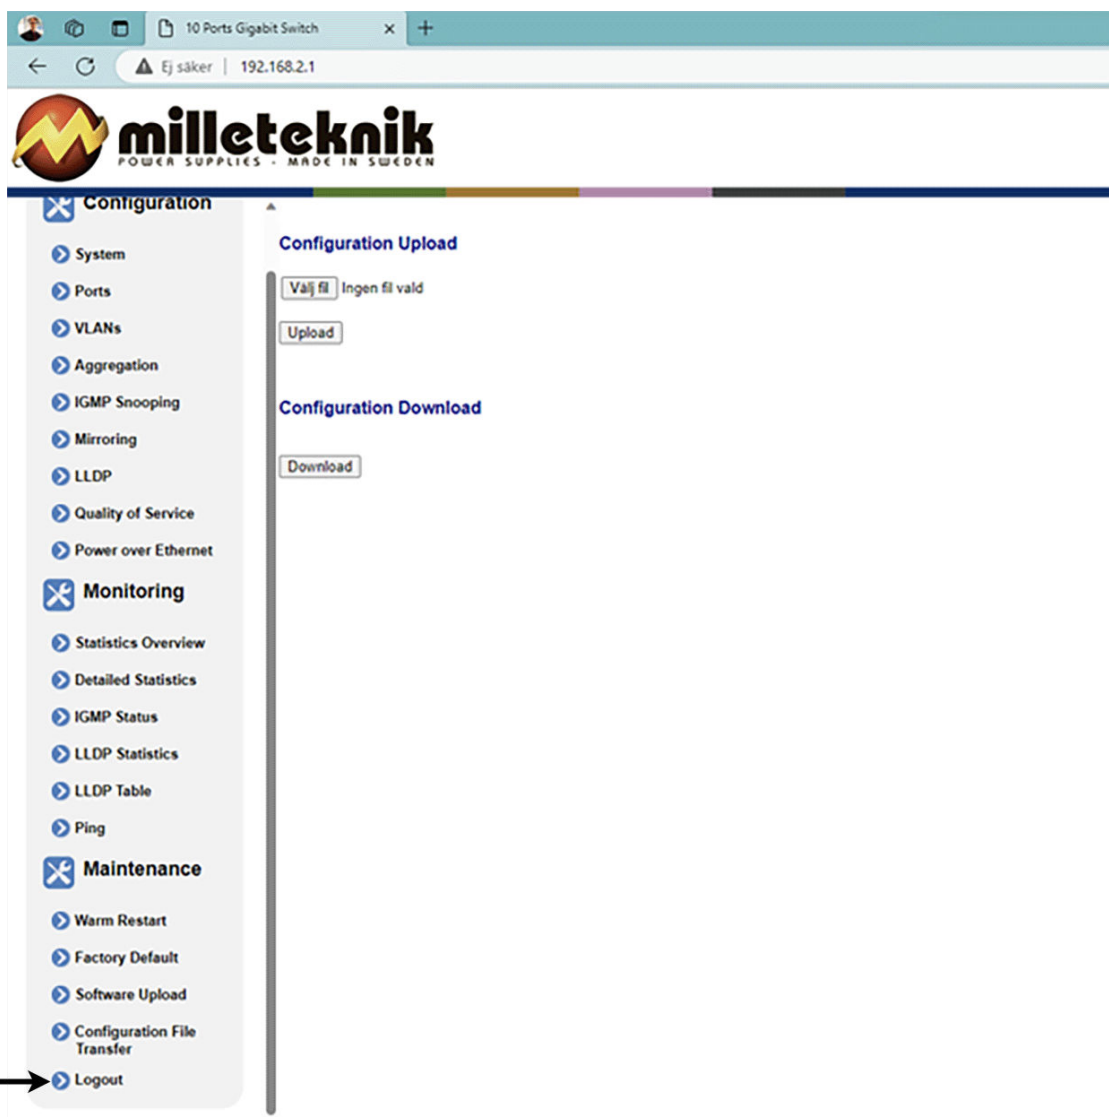 10 Ports Gigabit Switch
Ej säker | 192.168.2.1
milleteknik
POWER SUPPLIES - MADE IN SWEDEN
Configuration
System
Ports
VLANs
Aggregation
IGMP Snooping
Mirroring
LLDP
Quality of Service
Power over Ethernet
Monitoring
Statistics Overview
Detailed Statistics
IGMP Status
LLDP Statistics
LLDP Table
Ping
Maintenance
Warm Restart
Factory Default
Software Upload
Configuration File
Transfer
Logout
Configuration Upload
Välj fil Ingen fil vald
Upload
Configuration Download
Download